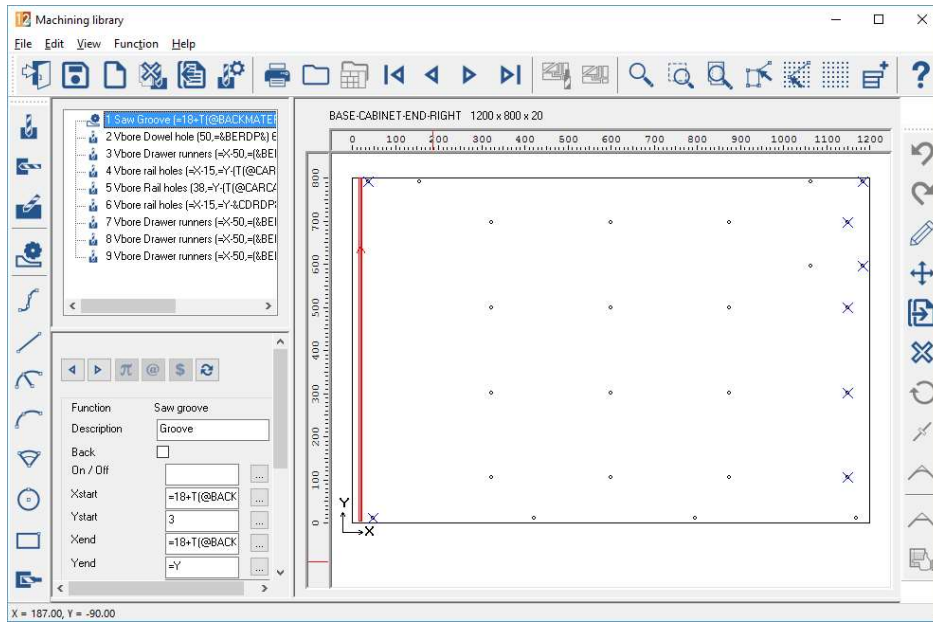 Machining library
File Edit View Function Help
1 Saw Groove (=18+T(@BACKMATEF
2 Vbore Dowel hole (50,=&BERDP&) 6
3 Vbore Drawer runners (=X-50,=(&BEI
4 Vbore rail holes (=X-15,=Y-(T(@CAR
5 Vbore Rail holes (38,=Y-(T(@CARCA
6 Vbore rail holes (=X-15,=Y-&CDRDP&
7 Vbore Drawer runners (=X-50,=(&BEI
8 Vbore Drawer runners (=X-50,=(&BEI
9 Vbore Drawer runners (=X-50,=(&BEI
π @ $
Function Saw groove
Description Groove
Back
On / Off ...
Xstart =18+T(@BACK ...
Ystart 3 ...
Xend =18+T(@BACK ...
Yend =Y ...
BASE-CABINET-END-RIGHT 1200 x 800 x 20
0 100 200 300 400 500 600 700 800 900 1000 1100 1200
800
700
600
500
400
300
200
100
0
Y
X
X = 187.00, Y = -90.00